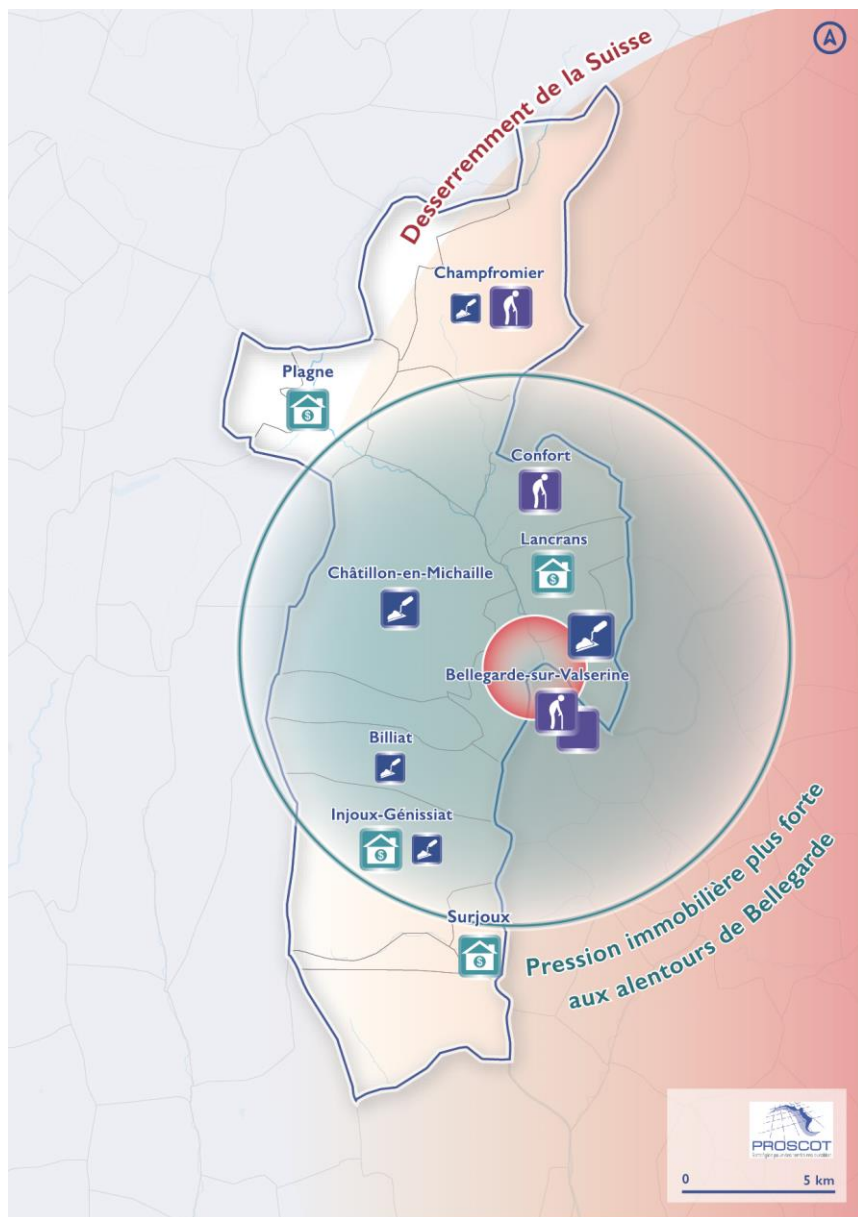 Desserremment de la Suisse
Champfromier
Plagne
Confort
Lancrans
Châtillon-en-Michaille
Bellegarde-sur-Valserine
Billiat
Injoux-Génissiat
Surjoux
Pression immobilière plus forte
aux alentours de Bellegarde
PROSCOT
0 5 km